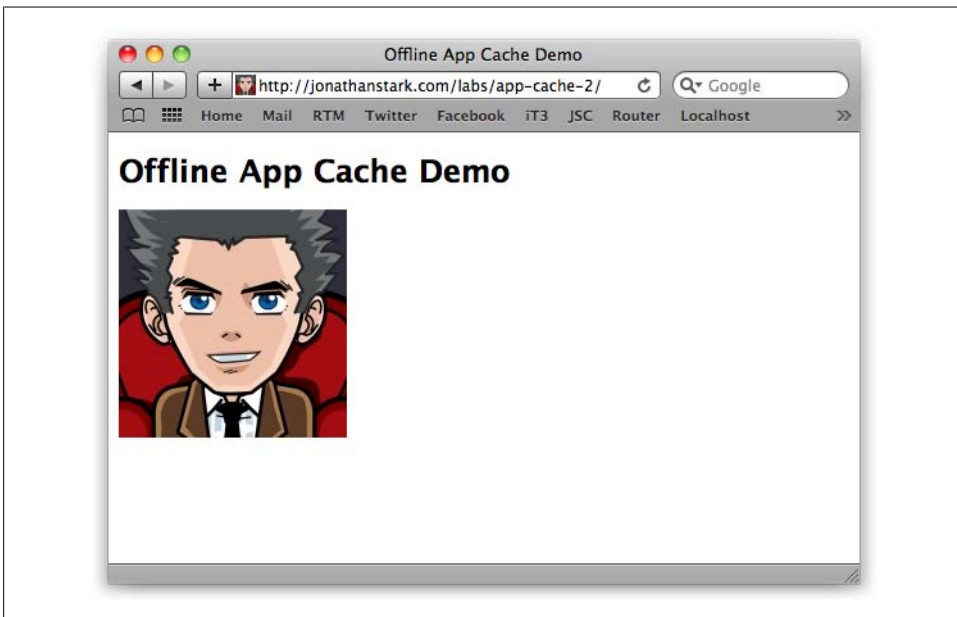 Offline App Cache Demo
http://jonathanstark.com/labs/app-cache-2/ Google
Home Mail RTM Twitter Facebook iT3 JSC Router Localhost
Offline App Cache Demo